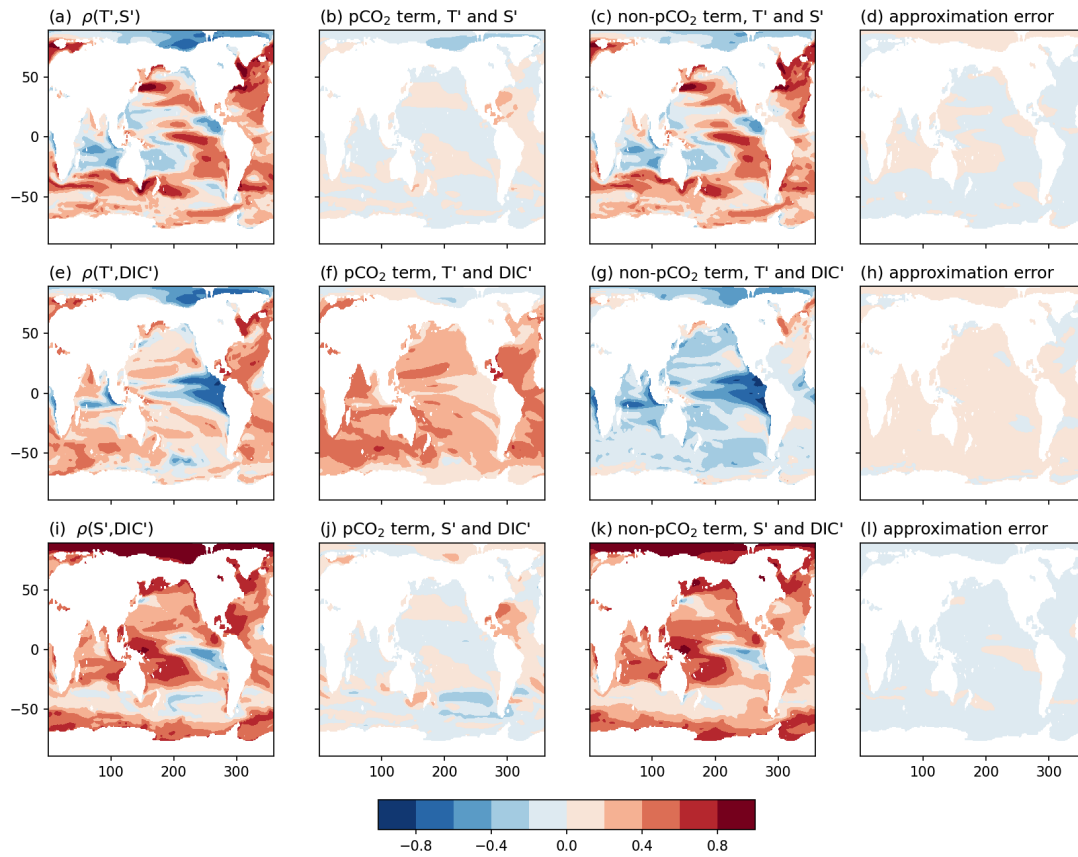 (a) ρ(T',S')
(b) pCO₂ term, T' and S'
(c) non-pCO₂ term, T' and S'
(d) approximation error
50
0
−50
(e) ρ(T',DIC')
(f) pCO₂ term, T' and DIC'
(g) non-pCO₂ term, T' and DIC'
(h) approximation error
50
0
−50
(i) ρ(S',DIC')
(j) pCO₂ term, S' and DIC'
(k) non-pCO₂ term, S' and DIC'
(l) approximation error
50
0
−50
100 200 300 100 200 300 100 200 300 100 200 300
−0.8 −0.4 0.0 0.4 0.8